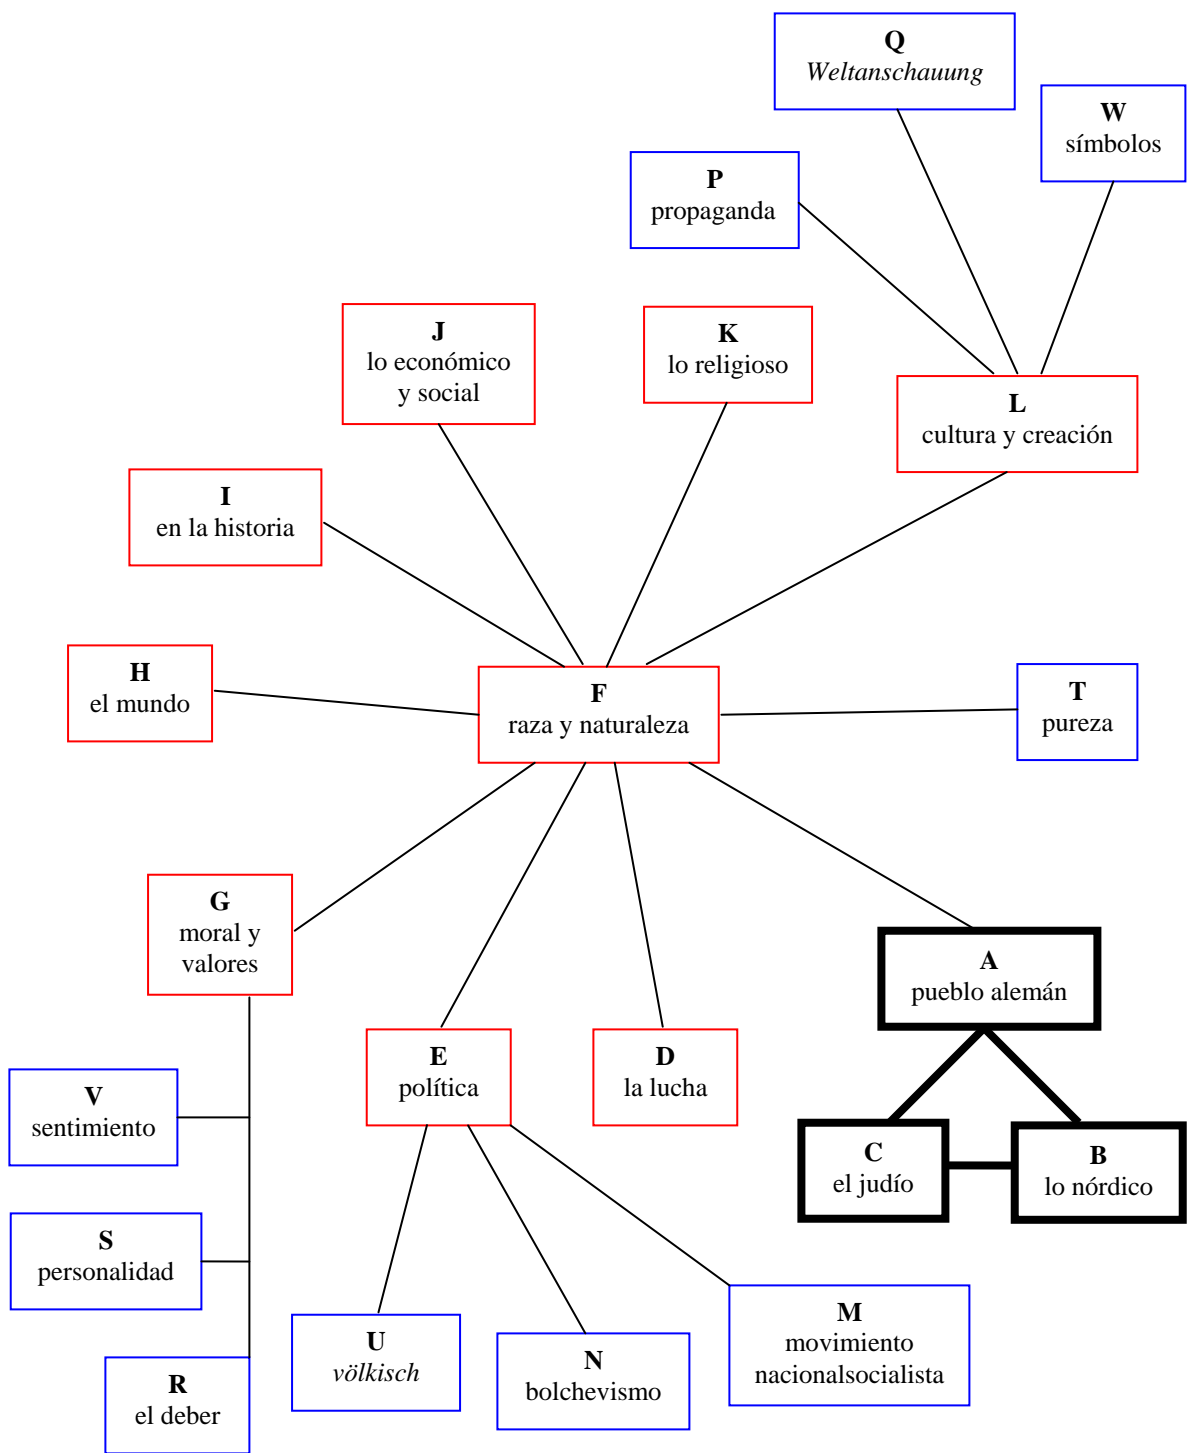 Q
Weltanschauung
W
símbolos
P
propaganda
J
lo económico
y social
K
lo religioso
L
cultura y creación
I
en la historia
H
el mundo
F
raza y naturaleza
T
pureza
G
moral y
valores
A
pueblo alemán
E
política
D
la lucha
V
sentimiento
C
el judío
B
lo nórdico
S
personalidad
U
völkisch
N
bolchevismo
M
movimiento
nacionalsocialista
R
el deber